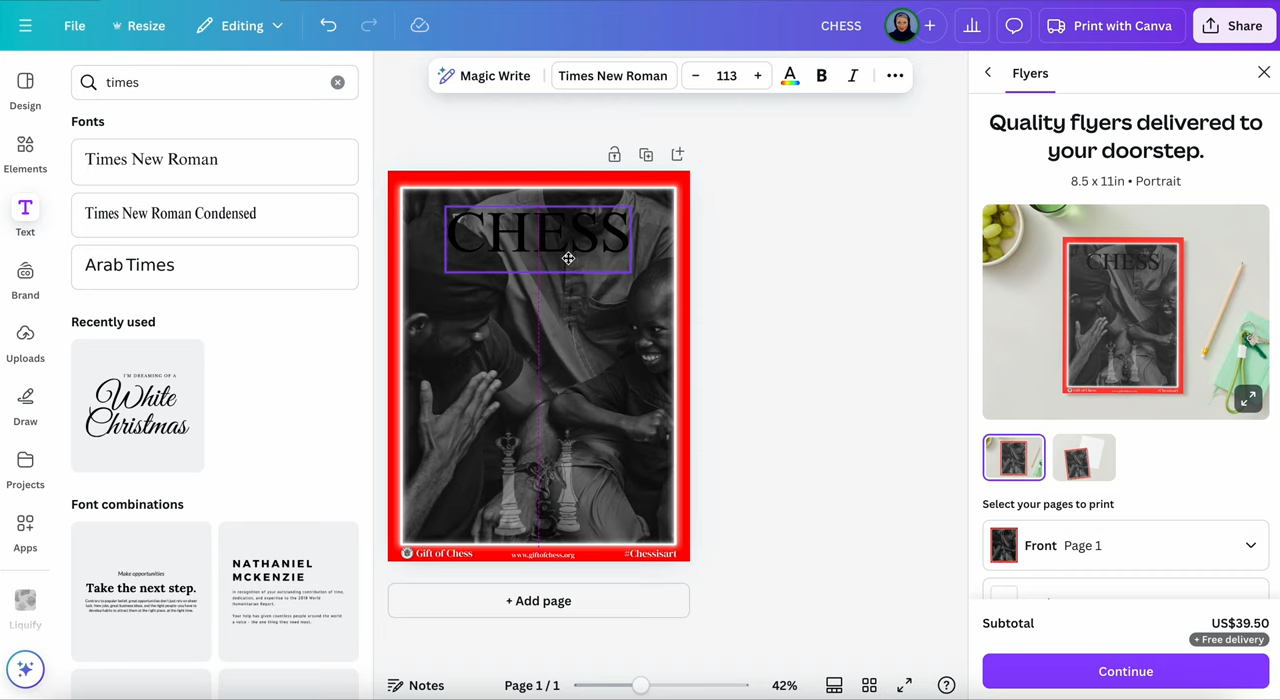 File
Resize
Editing
CHESS
Print with Canva
Share
Design
Elements
Text
Brand
Uploads
Draw
Projects
Apps
Liquify
times
Fonts
Times New Roman
Times New Roman Condensed
Arab Times
Recently used
I'M DREAMING OF A
White
Christmas
Font combinations
Make opportunities
Take the next step.
NATHANIEL
MCKENZIE
Magic Write
Times New Roman
113
B
I
CHESS
Gift of Chess
www.giftofchess.org
#Chessisart
+ Add page
Notes
Page 1 / 1
42%
Flyers
Quality flyers delivered to
your doorstep.
8.5 x 11in • Portrait
CHESS
Select your pages to print
Front Page 1
Subtotal
US$39.50
+ Free delivery
Continue